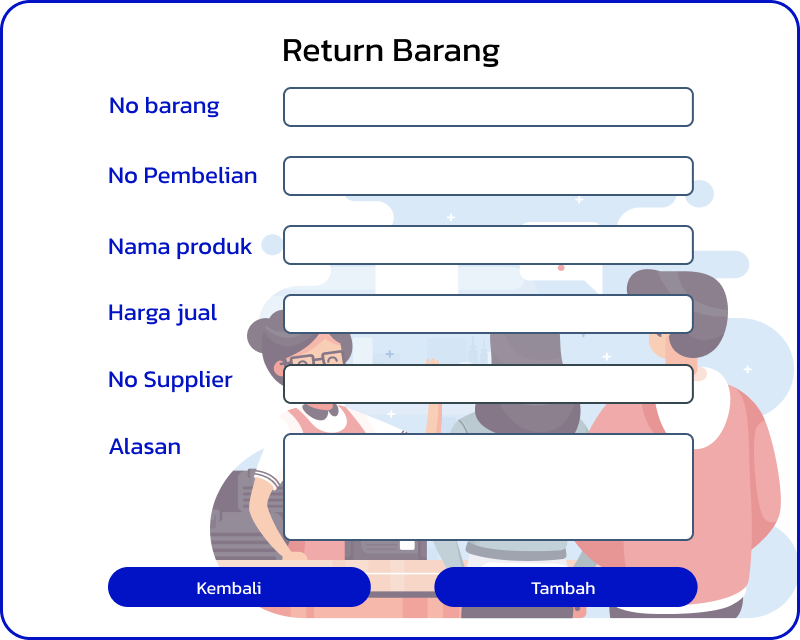 Return Barang
No barang
No Pembelian
Nama produk
Harga jual
No Supplier
Alasan
Kembali
Tambah